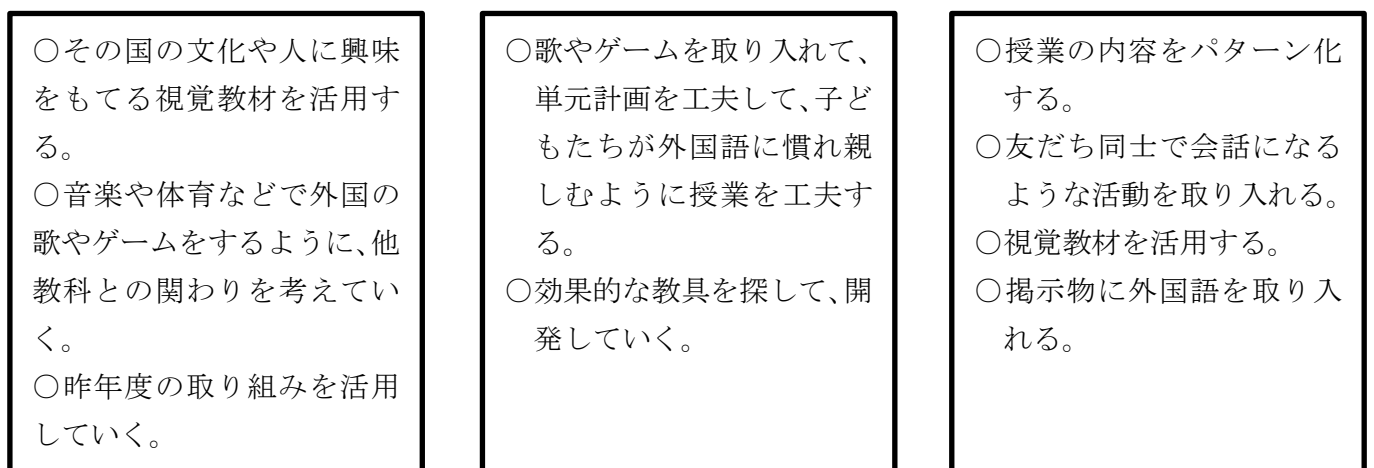 ○その国の文化や人に興味
をもてる視覚教材を活用す
る。
○音楽や体育などで外国の
歌やゲームをするように、他
教科との関わりを考えてい
く。
○昨年度の取り組みを活用
していく。
○歌やゲームを取り入れて、
単元計画を工夫して、子ど
もたちが外国語に慣れ親
しむように授業を工夫す
る。
○効果的な教具を探して、開
発していく。
○授業の内容をパターン化
する。
○友だち同士で会話になる
ような活動を取り入れる。
○視覚教材を活用する。
○掲示物に外国語を取り入
れる。